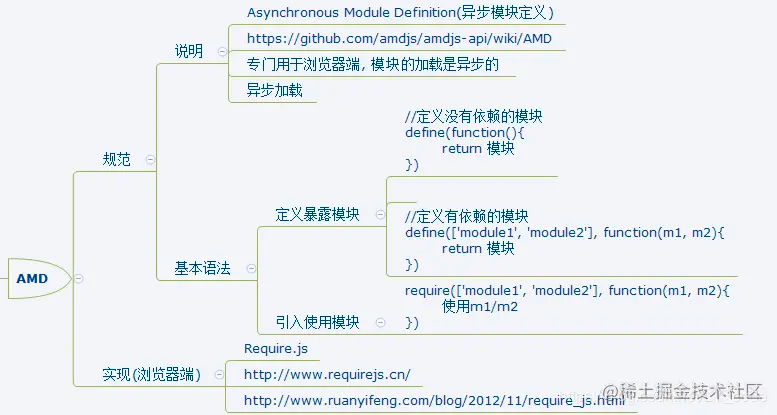 Asynchronous Module Definition(异步模块定义)
https://github.com/amdjs/amdjs-api/wiki/AMD
说明
专门用于浏览器端, 模块的加载是异步的
异步加载
规范
//定义没有依赖的模块
define(function(){
return 模块
})
定义暴露模块
//定义有依赖的模块
define(['module1', 'module2'], function(m1, m2){
return 模块
})
基本语法
AMD
require(['module1', 'module2'], function(m1, m2){
使用m1/m2
})
引入使用模块
Require.js
实现(浏览器端)
http://www.requirejs.cn/
http://www.ruanyifeng.com/blog/2012/11/require_js.html
@稀土掘金技术社区